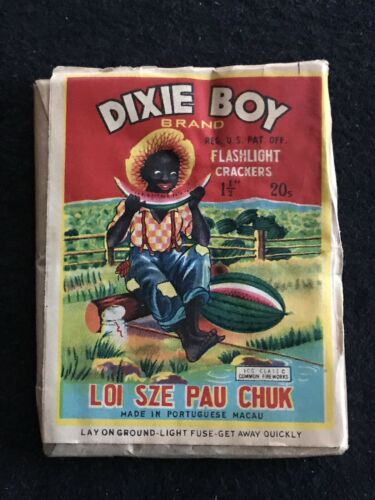 DIXIE BOY
BRAND
REG. U.S. PAT. OFF.
FLASHLIGHT
CRACKERS
1½" 20s
ICC CLASS C
COMMON FIREWORKS
LOI SZE PAU CHUK
MADE IN PORTUGUESE MACAU
LAY ON GROUND-LIGHT FUSE-GET AWAY QUICKLY